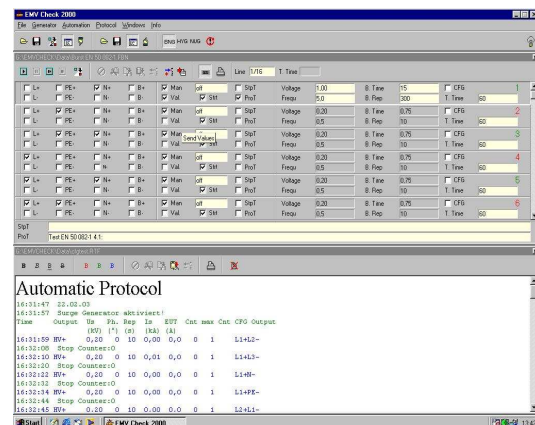 EMV Check 2000
File Generator Automation Protocol Windows Info
ENG HYG NUG
Line 1/16 T. Time
L+ PE+ N+ B+ Man off StpT Voltage 1,00 B. Time 15 CFG 1
L- PE- N- B- Val. Strt ProT Frequ 5,0 B. Rep 300 T. Time 60
L+ PE+ N+ B+ Man off StpT Voltage 0,20 B. Time 0,75 CFG 2
L- PE- N- B- Val. Strt ProT Frequ 0,5 B. Rep 10 T. Time 60
L+ PE+ N+ B+ Man StpT Voltage 0,20 B. Time 0,75 CFG 3
Send Values
L- PE- N- B- Val. ProT Frequ 0,5 B. Rep 10 T. Time 60
L+ PE+ N+ B+ Man off StpT Voltage 0,20 B. Time 0,75 CFG 4
L- PE- N- B- Val. Strt ProT Frequ 0,5 B. Rep 10 T. Time 60
L+ PE+ N+ B+ Man off StpT Voltage 0,20 B. Time 0,75 CFG 5
L- PE- N- B- Val. Strt ProT Frequ 0,5 B. Rep 10 T. Time 60
L+ PE+ N+ B+ Man off StpT Voltage 0,20 B. Time 0,75 CFG 6
L- PE- N- B- Val. Strt ProT Frequ 0,5 B. Rep 10 T. Time 60
StpT
ProT Test EN 50 082-1 4.1:
B B B B B B B
Automatic Protocol
16:31:47 22.02.03
16:31:57 Surge Generator aktiviert!
Time Output Us Ph. Rep Is EUT Cnt max Cnt CFG Output
(kV) (°) (s) (kA) (A)
16:31:59 HV+ 0,20 0 10 0,00 0,0 0 1 L1+L2-
16:32:08 Stop Counter:0
16:32:10 HV+ 0,20 0 10 0,01 0,0 0 1 L1+L3-
16:32:20 Stop Counter:0
16:32:22 HV+ 0,20 0 10 0,00 0,0 0 1 L1+N-
16:32:32 Stop Counter:0
16:32:34 HV+ 0,20 0 10 0,00 0,0 0 1 L1+PE-
16:32:44 Stop Counter:0
16:32:45 HV+ 0,20 0 10 0,00 0,0 0 1 L2+L1-
Start EMV Check 2000 13:42